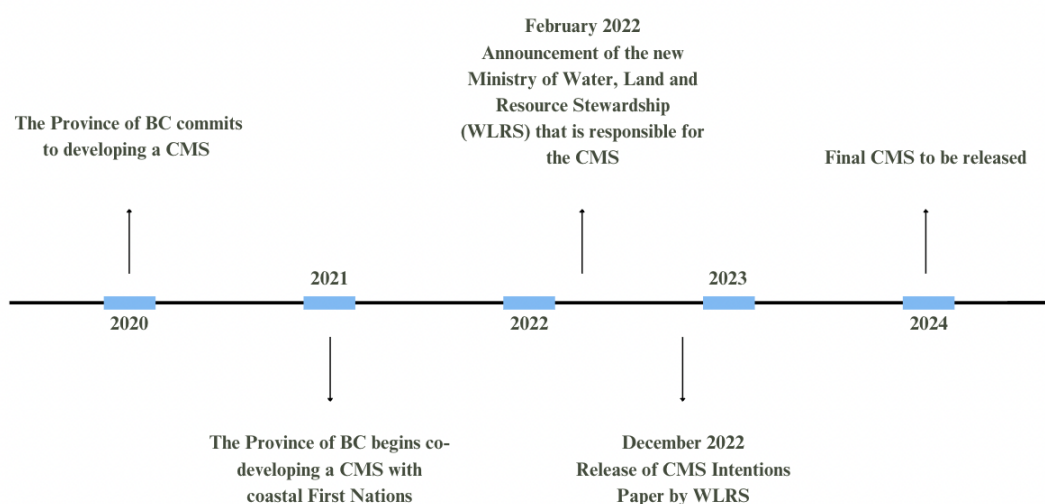 February 2022
Announcement of the new
Ministry of Water, Land and
Resource Stewardship
(WLRS) that is responsible for
the CMS
The Province of BC commits
to developing a CMS
Final CMS to be released
2021
2023
2020
2022
2024
The Province of BC begins co-
developing a CMS with
coastal First Nations
December 2022
Release of CMS Intentions
Paper by WLRS